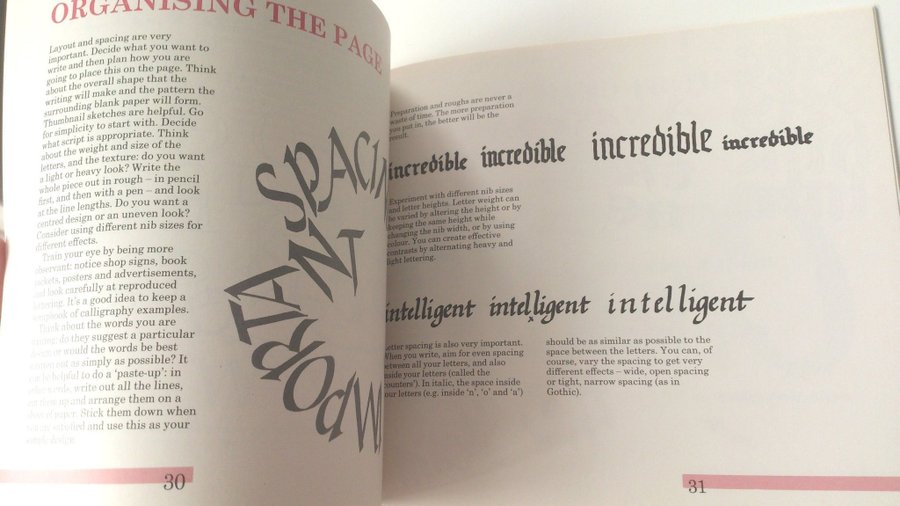 ORGANISING THE PAGE
Layout and spacing are very
important. Decide what you want to
write and then plan how you are
going to place this on the page. Think
about the overall shape that the
writing will make and the pattern the
surrounding blank paper will form.
Thumbnail sketches are helpful. Go
for simplicity to start with. Decide
what script is appropriate. Think
about the weight and size of the
letters, and the texture: do you want
a light or heavy look? Write the
whole piece out in rough – in pencil
first, and then with a pen – and look
at the line lengths. Do you want a
centred design or an uneven look?
Consider using different nib sizes for
different effects.
Train your eye by being more
observant: notice shop signs, book
jackets, posters and advertisements,
and look carefully at reproduced
lettering. It's a good idea to keep a
scrapbook of calligraphy examples.
Think about the words you are
do they suggest a particular
would the words be best
not as simply as possible? It
be helpful to do a 'paste-up': in
words, write out all the lines,
up and arrange them on a
of paper. Stick them down when
satisfied and use this as your
design.
SPACIN
MPORTANT
30
Preparation and roughs are never a
waste of time. The more preparation
you put in, the better will be the
result.
incredible incredible incredible incredible
Experiment with different nib sizes
and letter heights. Letter weight can
be varied by altering the height or by
keeping the same height while
changing the nib width, or by using
colour. You can create effective
contrasts by alternating heavy and
light lettering.
intelligent intelligent intelligent
Letter spacing is also very important.
When you write, aim for even spacing
between all your letters, and also
inside your letters (called the
counters'). In italic, the space inside
your letters (e.g. inside 'n', 'o' and 'a')
should be as similar as possible to the
space between the letters. You can, of
course, vary the spacing to get very
different effects – wide, open spacing
or tight, narrow spacing (as in
Gothic).
31